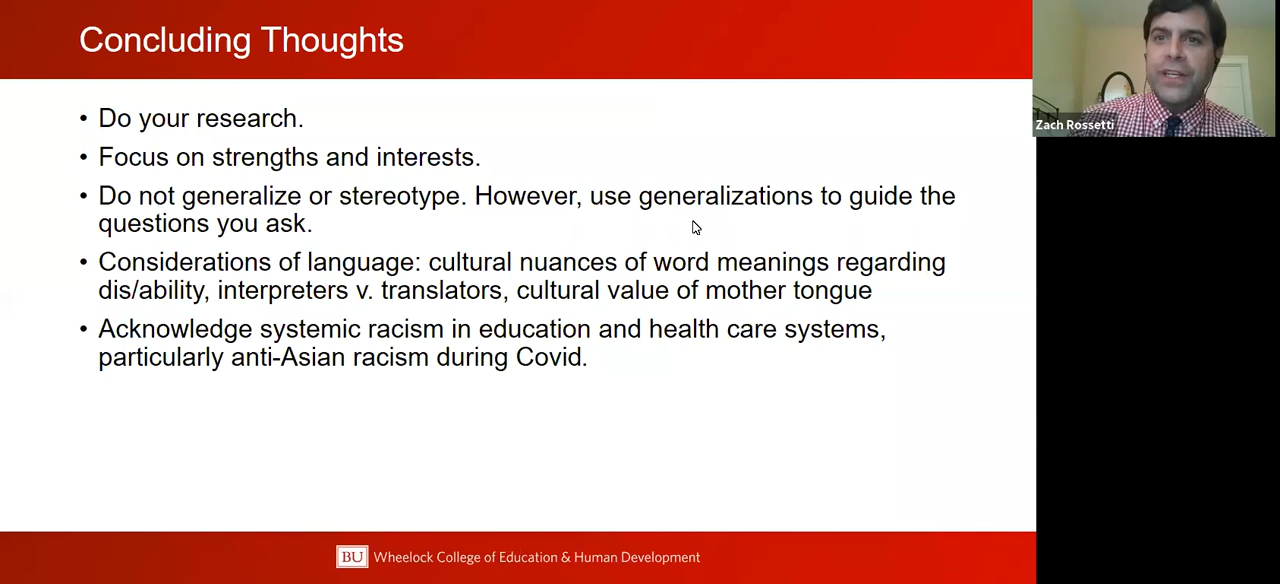 Concluding Thoughts
Zach Rossetti
• Do your research.
• Focus on strengths and interests.
• Do not generalize or stereotype. However, use generalizations to guide the
questions you ask.
• Considerations of language: cultural nuances of word meanings regarding
dis/ability, interpreters v. translators, cultural value of mother tongue
• Acknowledge systemic racism in education and health care systems,
particularly anti-Asian racism during Covid.
BU Wheelock College of Education & Human Development